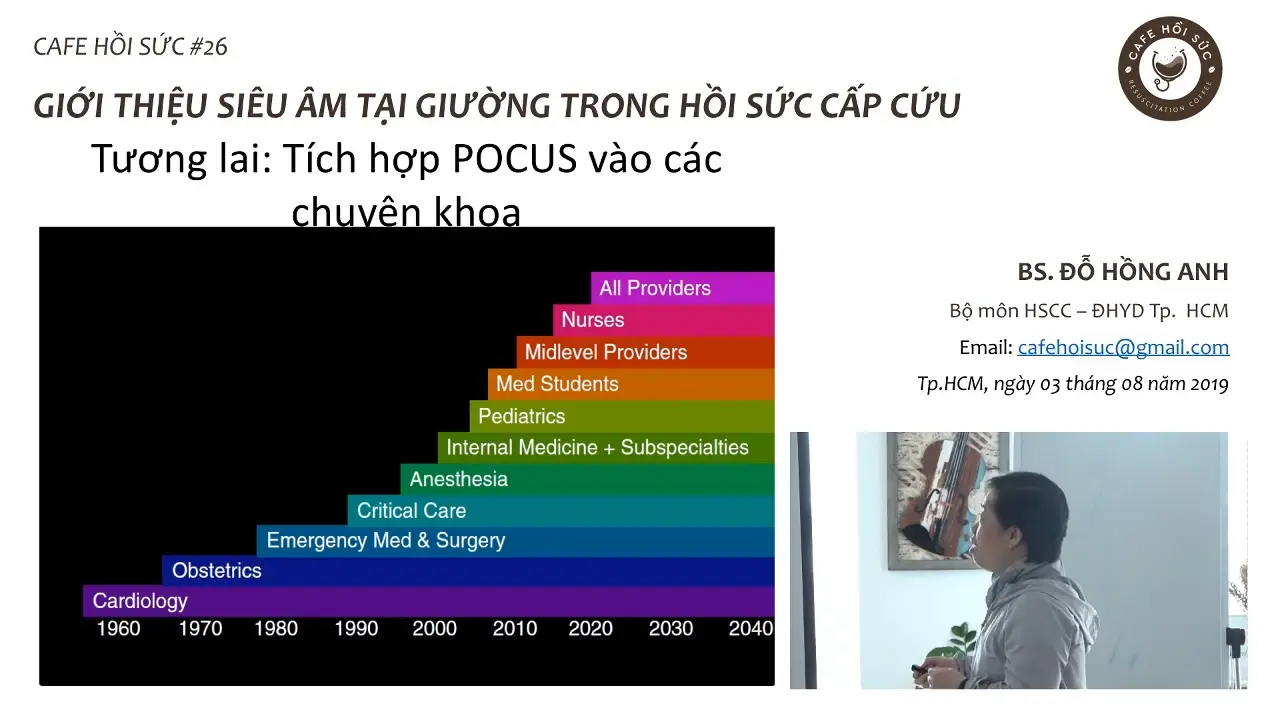 CAFE HỒI SỨC #26
CAFE HỒI SỨC
RESUSCITATION COFFEE
GIỚI THIỆU SIÊU ÂM TẠI GIƯỜNG TRONG HỒI SỨC CẤP CỨU
Tương lai: Tích hợp POCUS vào các
chuyên khoa
All Providers
Nurses
Midlevel Providers
Med Students
Pediatrics
Internal Medicine + Subspecialties
Anesthesia
Critical Care
Emergency Med & Surgery
Obstetrics
Cardiology
1960 1970 1980 1990 2000 2010 2020 2030 2040
BS. ĐỖ HỒNG ANH
Bộ môn HSCC – ĐHYD Tp. HCM
Email: cafehoisuc@gmail.com
Tp.HCM, ngày 03 tháng 08 năm 2019